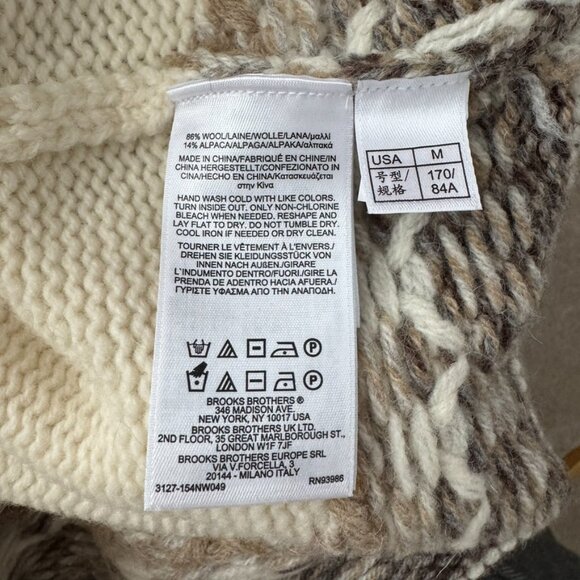 86% WOOL/LAINE/WOLLE/LANA/μαλλί
14% ALPACA/ALPAGA/ALPAKA/αλπακά
MADE IN CHINA/FABRIQUÉ EN CHINE/IN
CHINA HERGESTELLT/CONFEZIONATO IN
CINA/HECHO EN CHINA/Κατασκευάζεται
στην Κίνα
HAND WASH COLD WITH LIKE COLORS.
TURN INSIDE OUT. ONLY NON-CHLORINE
BLEACH WHEN NEEDED. RESHAPE AND
LAY FLAT TO DRY. DO NOT TUMBLE DRY.
COOL IRON IF NEEDED OR DRY CLEAN.
TOURNER LE VÊTEMENT À L'ENVERS./
DREHEN SIE KLEIDUNGSSTÜCK VON
INNEN NACH AUßEN./GIRARE
L'INDUMENTO DENTRO/FUORI./GIRE LA
PRENDA DE ADENTRO HACIA AFUERA./
ΓΥΡΙΣΤΕ ΥΦΑΣΜΑ ΑΠΟ ΤΗΝ ΑΝΑΠΟΔΗ.
P
P
BROOKS BROTHERS ®
346 MADISON AVE.
NEW YORK, NY 10017 USA
BROOKS BROTHERS UK LTD.
2ND FLOOR, 35 GREAT MARLBOROUGH ST.,
LONDON W1F 7JF
BROOKS BROTHERS EUROPE SRL
VIA V.FORCELLA, 3
20144 - MILANO ITALY
3127-154NW049 RN93986
USA M
号型/ 170/
规格 84A